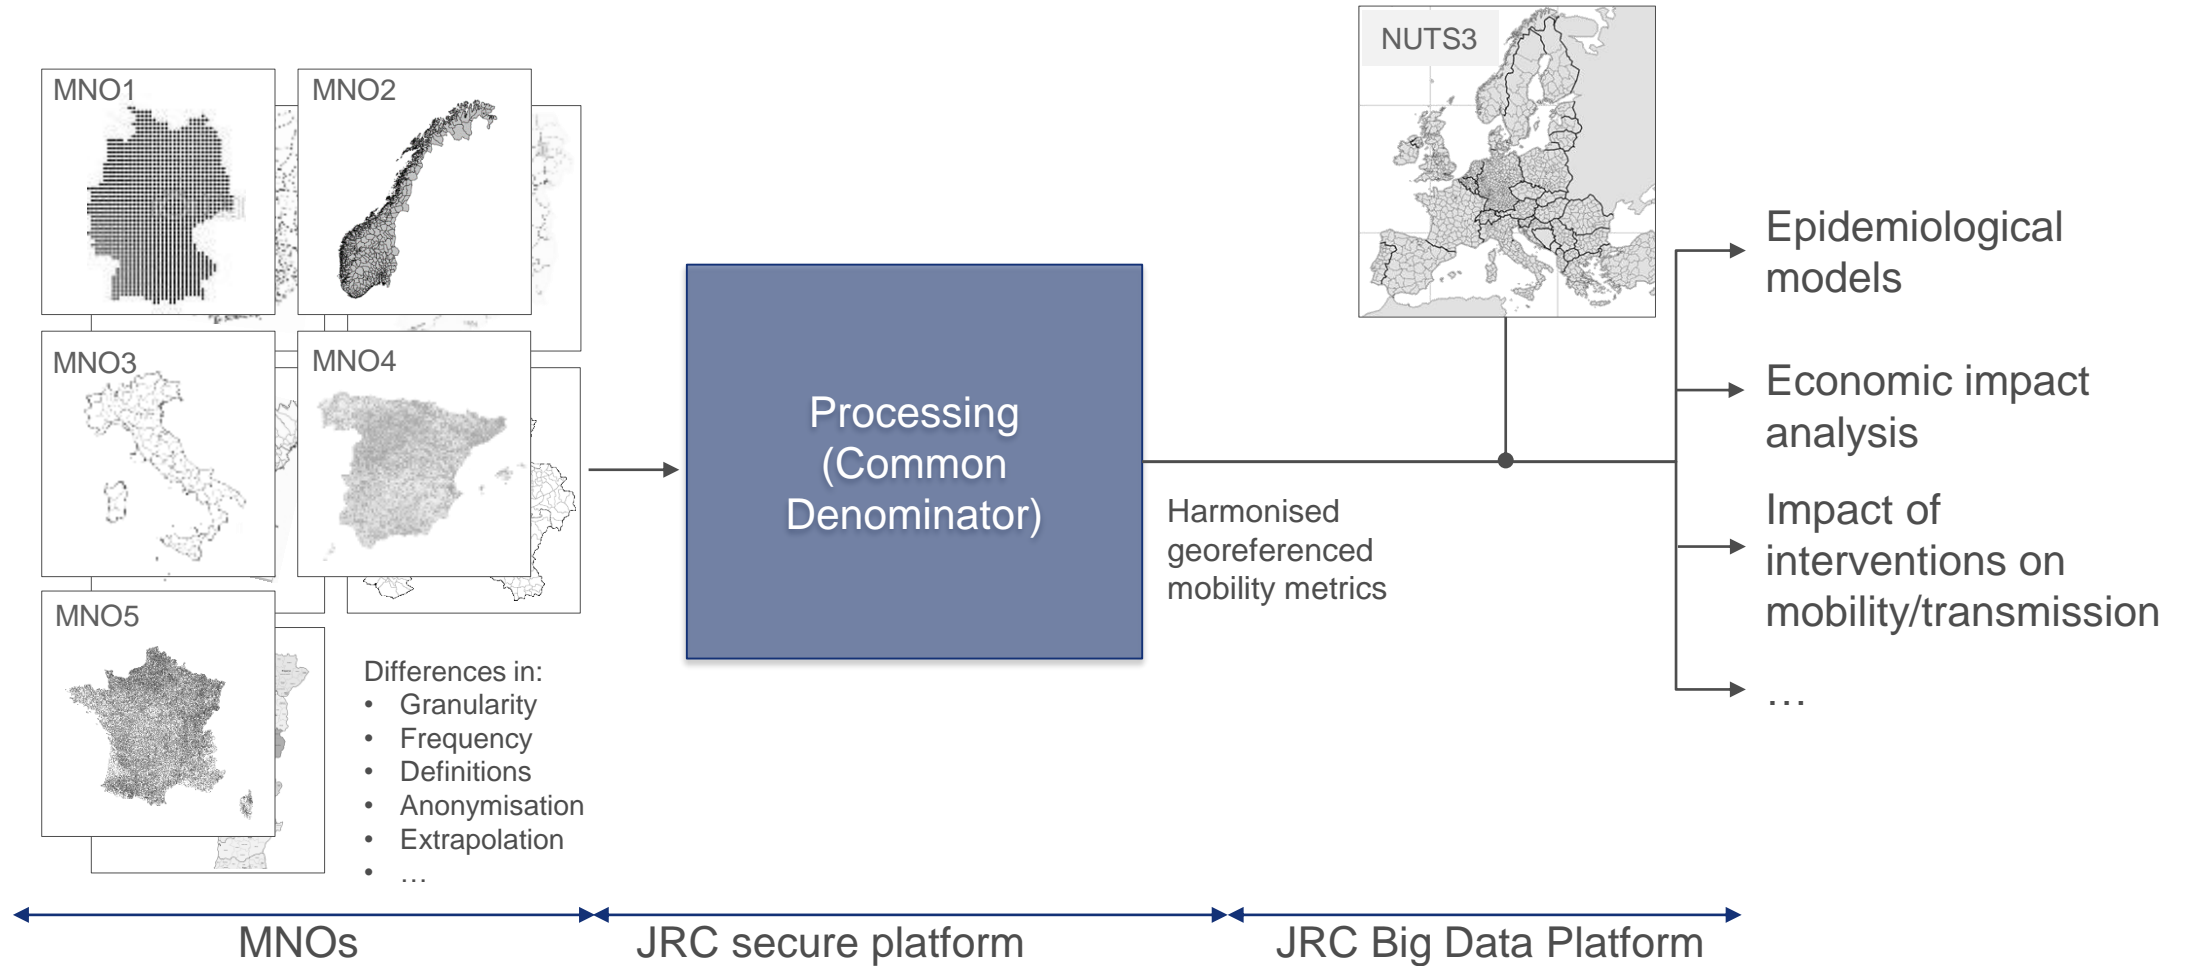 NUTS3
MNO1
MNO2
MNO3
MNO4
MNO5
Differences in:
• Granularity
• Frequency
• Definitions
• Anonymisation
• Extrapolation
• …
Processing
(Common
Denominator)
Harmonised
georeferenced
mobility metrics
Epidemiological
models
Economic impact
analysis
Impact of
interventions on
mobility/transmission
…
MNOs
JRC secure platform
JRC Big Data Platform